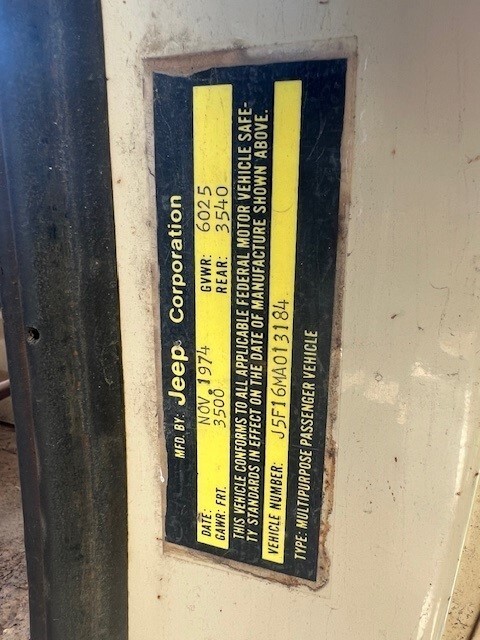 MFD. BY: Jeep Corporation
DATE: NOV. 1974 GVWR: 6025
GAWR: FRT. 3500 REAR: 3540
THIS VEHICLE CONFORMS TO ALL APPLICABLE FEDERAL MOTOR VEHICLE SAFE-
TY STANDARDS IN EFFECT ON THE DATE OF MANUFACTURE SHOWN ABOVE.
VEHICLE NUMBER: J5F16MA013184
TYPE: MULTIPURPOSE PASSENGER VEHICLE